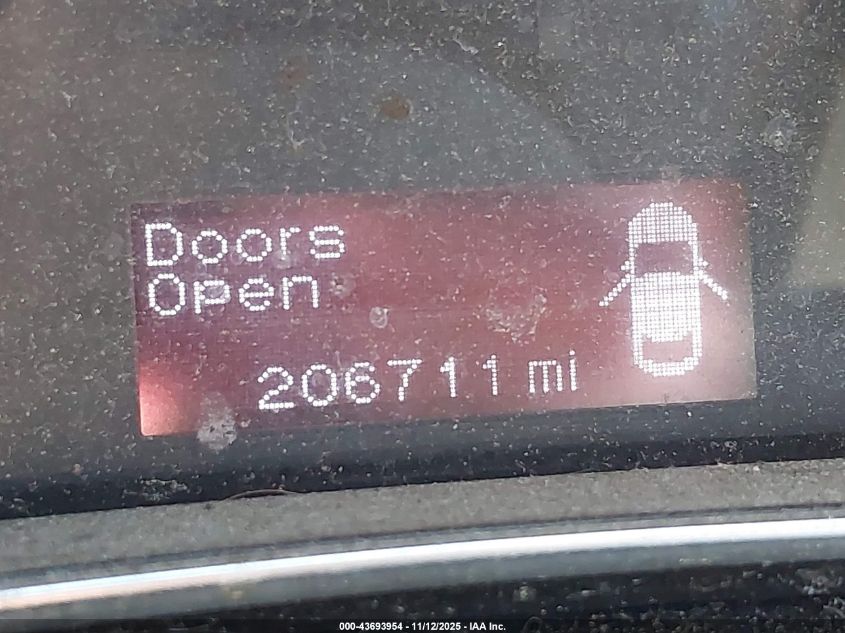 Doors
Open
206711 mi
000-43693954 - 11/12/2025 - IAA Inc.